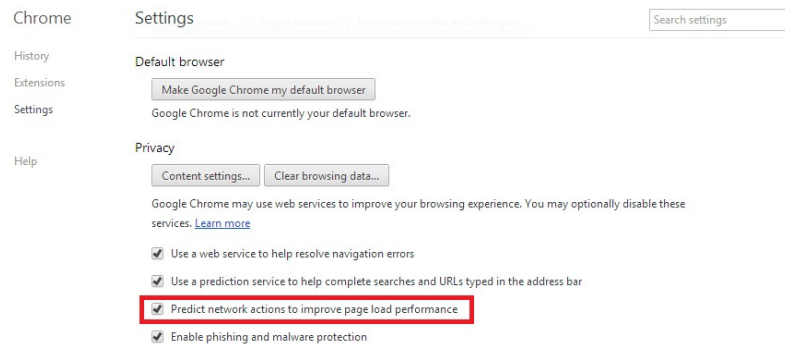 Chrome
Settings
Search settings
History
Extensions
Settings
Help
Default browser
Make Google Chrome my default browser
Google Chrome is not currently your default browser.
Privacy
Content settings...
Clear browsing data...
Google Chrome may use web services to improve your browsing experience. You may optionally disable these
services. Learn more
Use a web service to help resolve navigation errors
Use a prediction service to help complete searches and URLs typed in the address bar
Predict network actions to improve page load performance
Enable phishing and malware protection